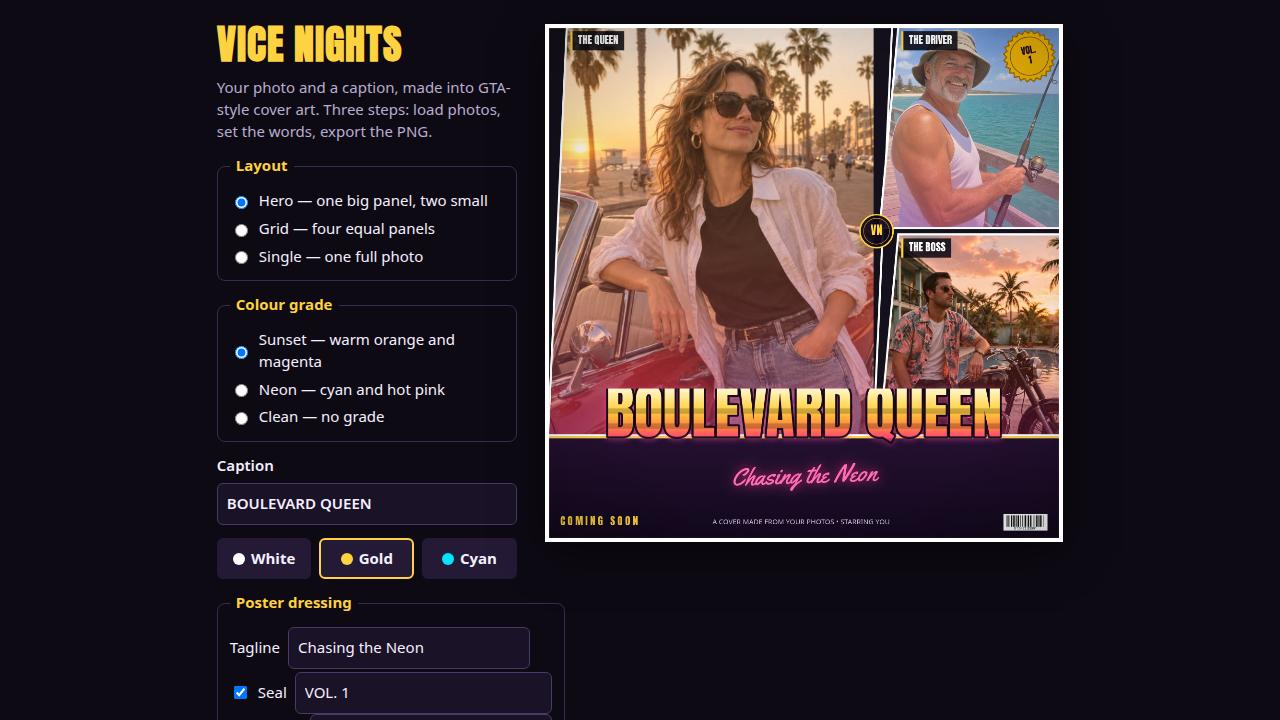 VICE NIGHTS
Your photo and a caption, made into GTA-
style cover art. Three steps: load photos,
set the words, export the PNG.
Layout
Hero — one big panel, two small
Grid — four equal panels
Single — one full photo
Colour grade
Sunset — warm orange and
magenta
Neon — cyan and hot pink
Clean — no grade
Caption
BOULEVARD QUEEN
White
Gold
Cyan
Poster dressing
Tagline
Chasing the Neon
Seal
VOL. 1
THE QUEEN
THE DRIVER
VOL.
1
VN
THE BOSS
BOULEVARD QUEEN
Chasing the Neon
COMING SOON
A COVER MADE FROM YOUR PHOTOS • STARRING YOU